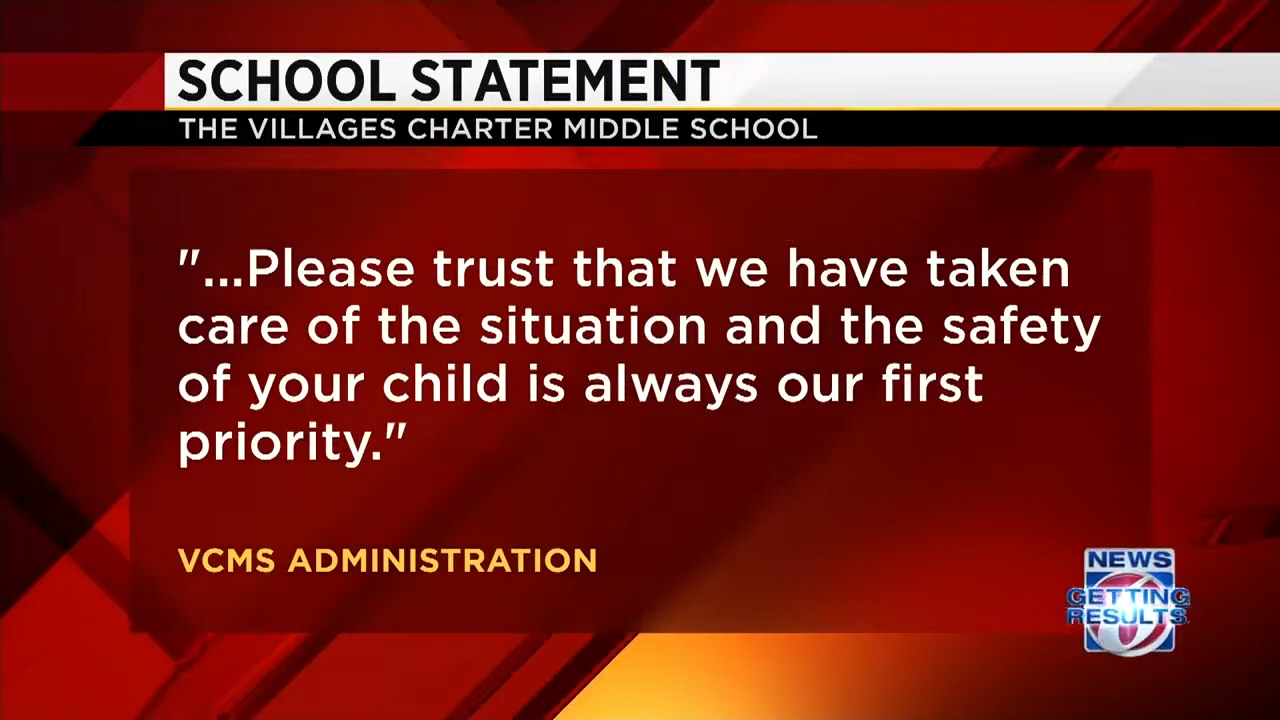 SCHOOL STATEMENT
THE VILLAGES CHARTER MIDDLE SCHOOL
"...Please trust that we have taken
care of the situation and the safety
of your child is always our first
priority."
VCMS ADMINISTRATION
NEWS
6
GETTING
RESULTS